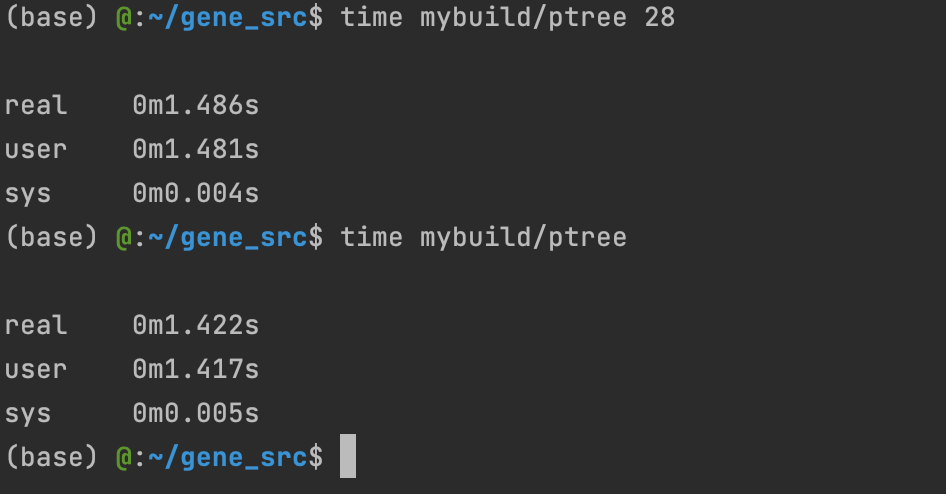 (base) @:~/gene_src$ time mybuild/ptree 28
real 0m1.486s
user 0m1.481s
sys 0m0.004s
(base) @:~/gene_src$ time mybuild/ptree
real 0m1.422s
user 0m1.417s
sys 0m0.005s
(base) @:~/gene_src$